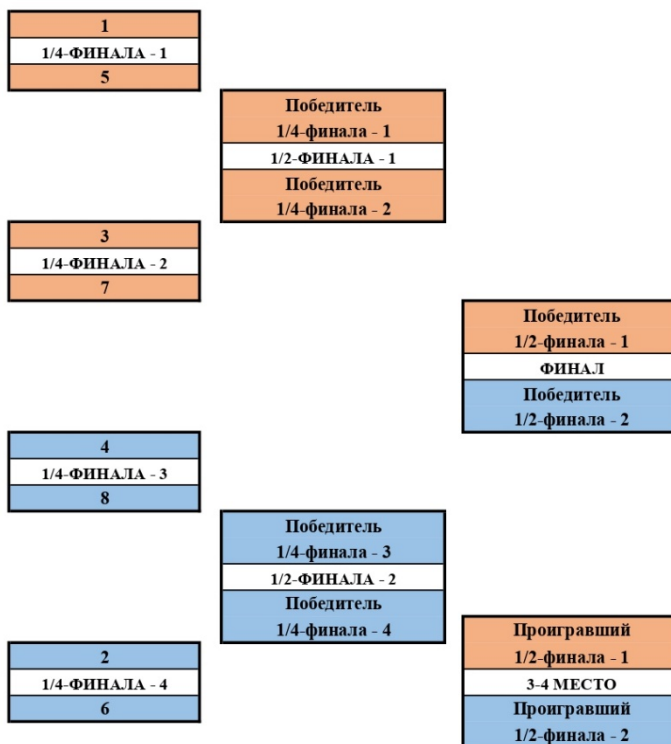 1
1/4-ФИНАЛА - 1
5
Победитель
1/4-финала - 1
1/2-ФИНАЛА - 1
Победитель
1/4-финала - 2
3
1/4-ФИНАЛА - 2
7
Победитель
1/2-финала - 1
ФИНАЛ
Победитель
1/2-финала - 2
4
1/4-ФИНАЛА - 3
8
Победитель
1/4-финала - 3
1/2-ФИНАЛА - 2
Победитель
1/4-финала - 4
2
1/4-ФИНАЛА - 4
6
Проигравший
1/2-финала - 1
3-4 МЕСТО
Проигравший
1/2-финала - 2